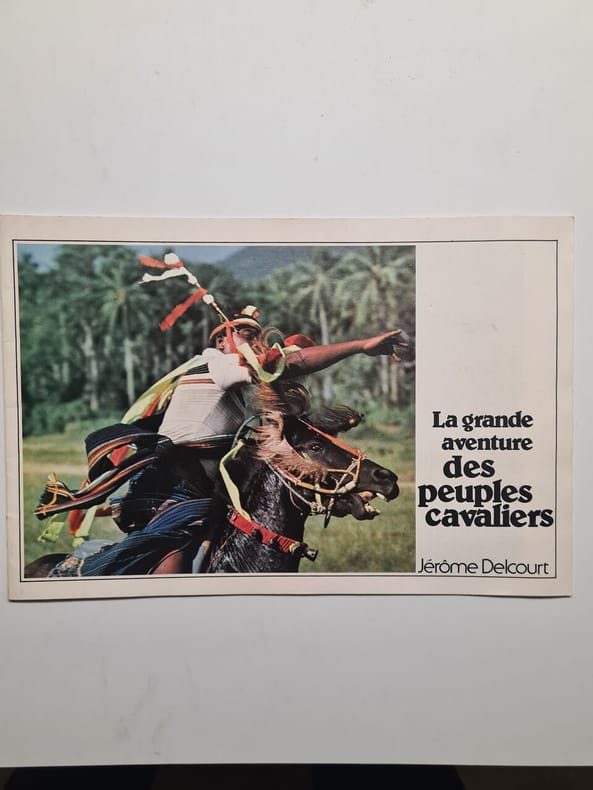 La grande
aventure
des
peuples
cavaliers
Jérôme Delcourt